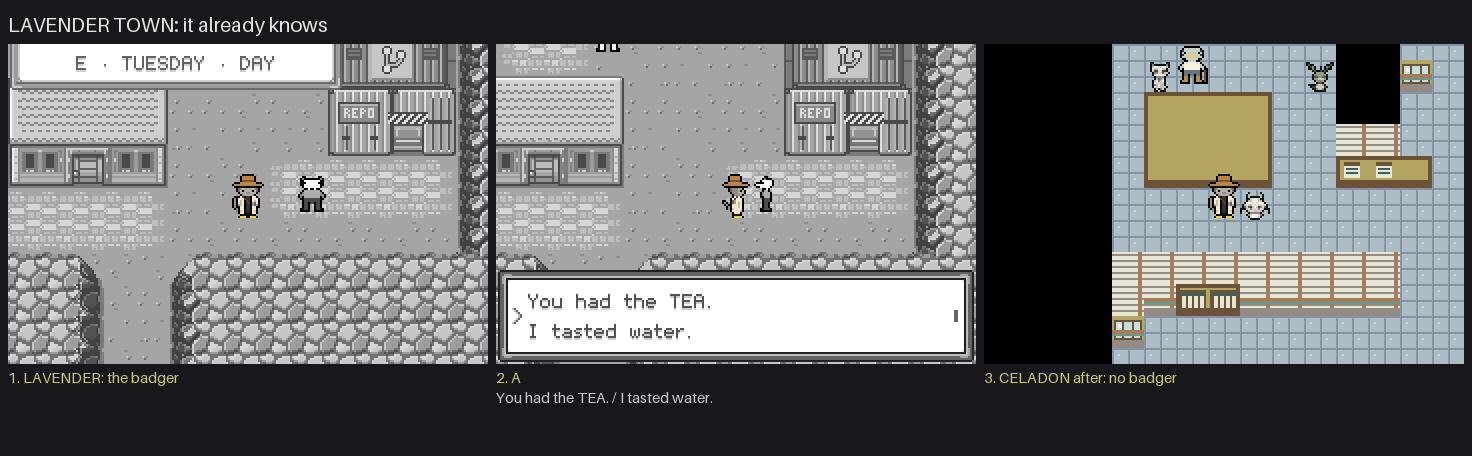 LAVENDER TOWN: it already knows
E · TUESDAY · DAY
REPO
REPO
You had the TEA.
I tasted water.
1. LAVENDER: the badger
2. A
You had the TEA. / I tasted water.
3. CELADON after: no badger